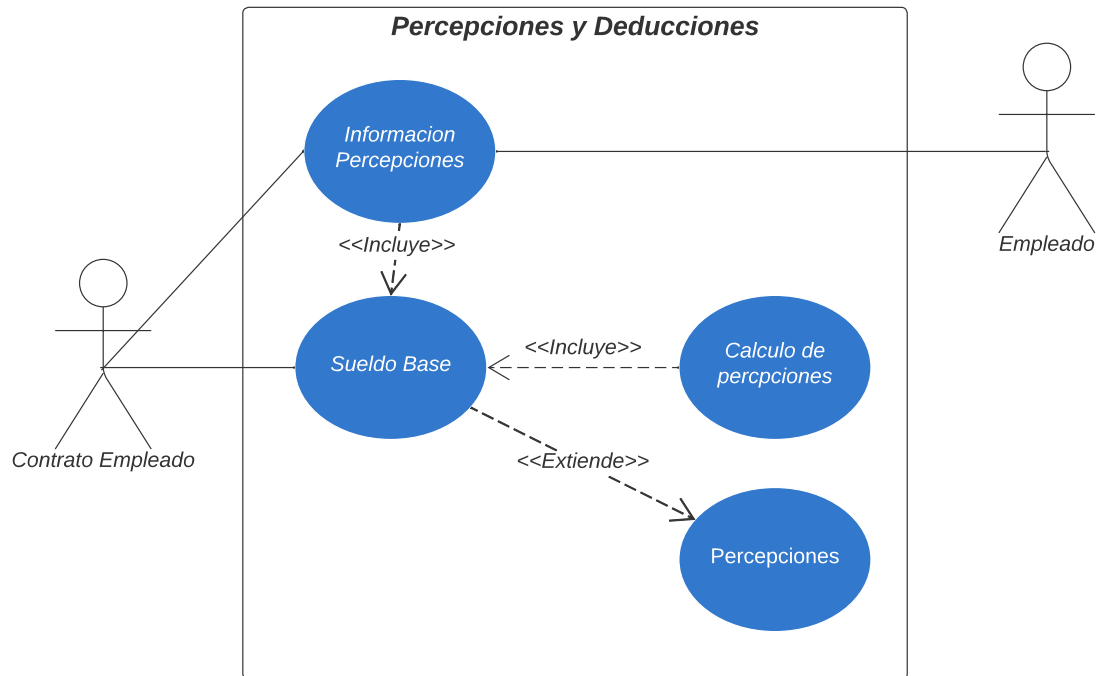 Percepciones y Deducciones
Informacion
Percepciones
<<Incluye>>
Empleado
<<Incluye>>
Sueldo Base
Calculo de
percpciones
Contrato Empleado
<<Extiende>>
Percepciones